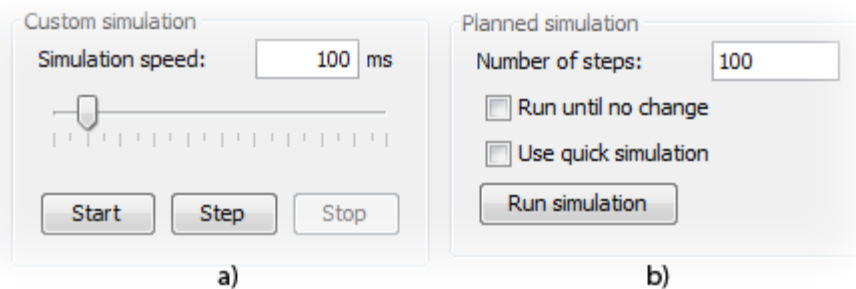 Custom simulation
Simulation speed: 100 ms
Start Step Stop
a)
Planned simulation
Number of steps: 100
Run until no change
Use quick simulation
Run simulation
b)